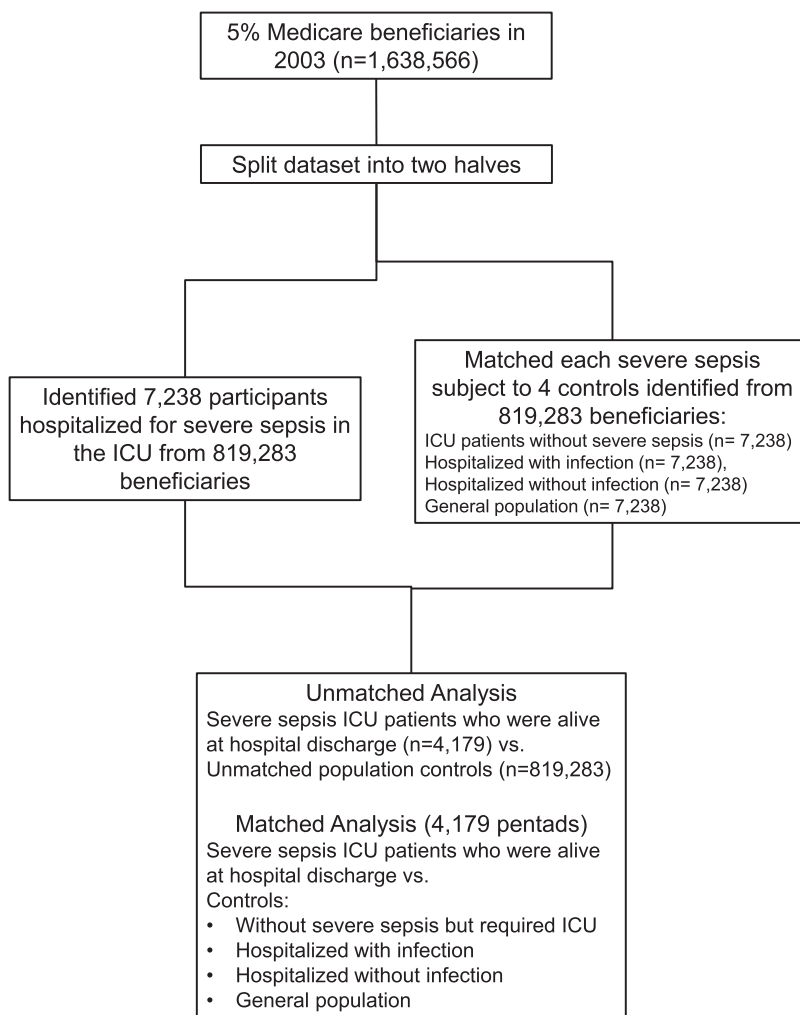 5% Medicare beneficiaries in
2003 (n=1,638,566)
Split dataset into two halves
Identified 7,238 participants
hospitalized for severe sepsis in
the ICU from 819,283
beneficiaries
Matched each severe sepsis
subject to 4 controls identified from
819,283 beneficiaries:
ICU patients without severe sepsis (n= 7,238)
Hospitalized with infection (n= 7,238),
Hospitalized without infection (n= 7,238)
General population (n= 7,238)
Unmatched Analysis
Severe sepsis ICU patients who were alive
at hospital discharge (n=4,179) vs.
Unmatched population controls (n=819,283)
Matched Analysis (4,179 pentads)
Severe sepsis ICU patients who were alive
at hospital discharge vs.
Controls:
• Without severe sepsis but required ICU
• Hospitalized with infection
• Hospitalized without infection
• General population